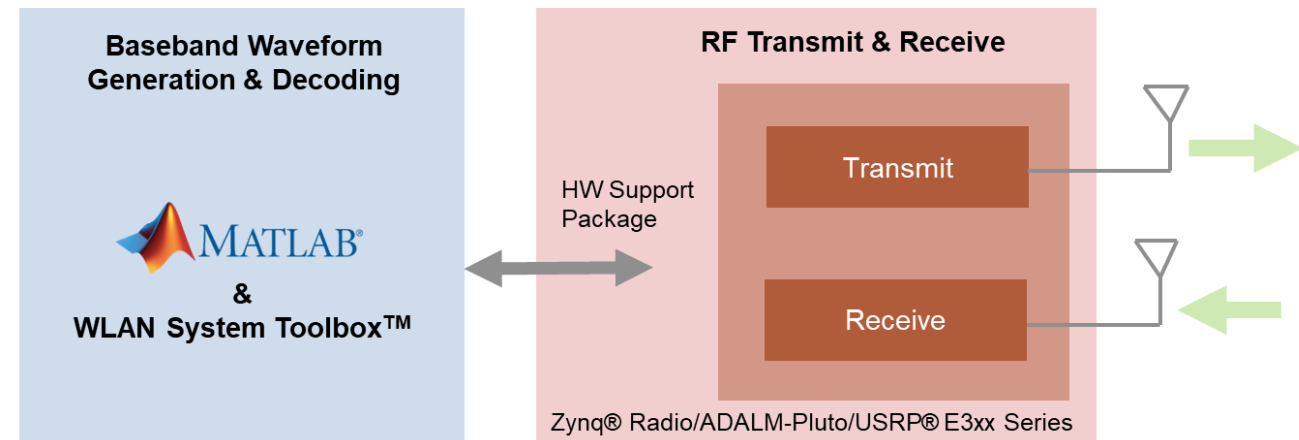 Baseband Waveform
Generation & Decoding
MATLAB®
&
WLAN System Toolbox™
RF Transmit & Receive
HW Support
Package
Transmit
Receive
Zynq® Radio/ADALM-Pluto/USRP® E3xx Series